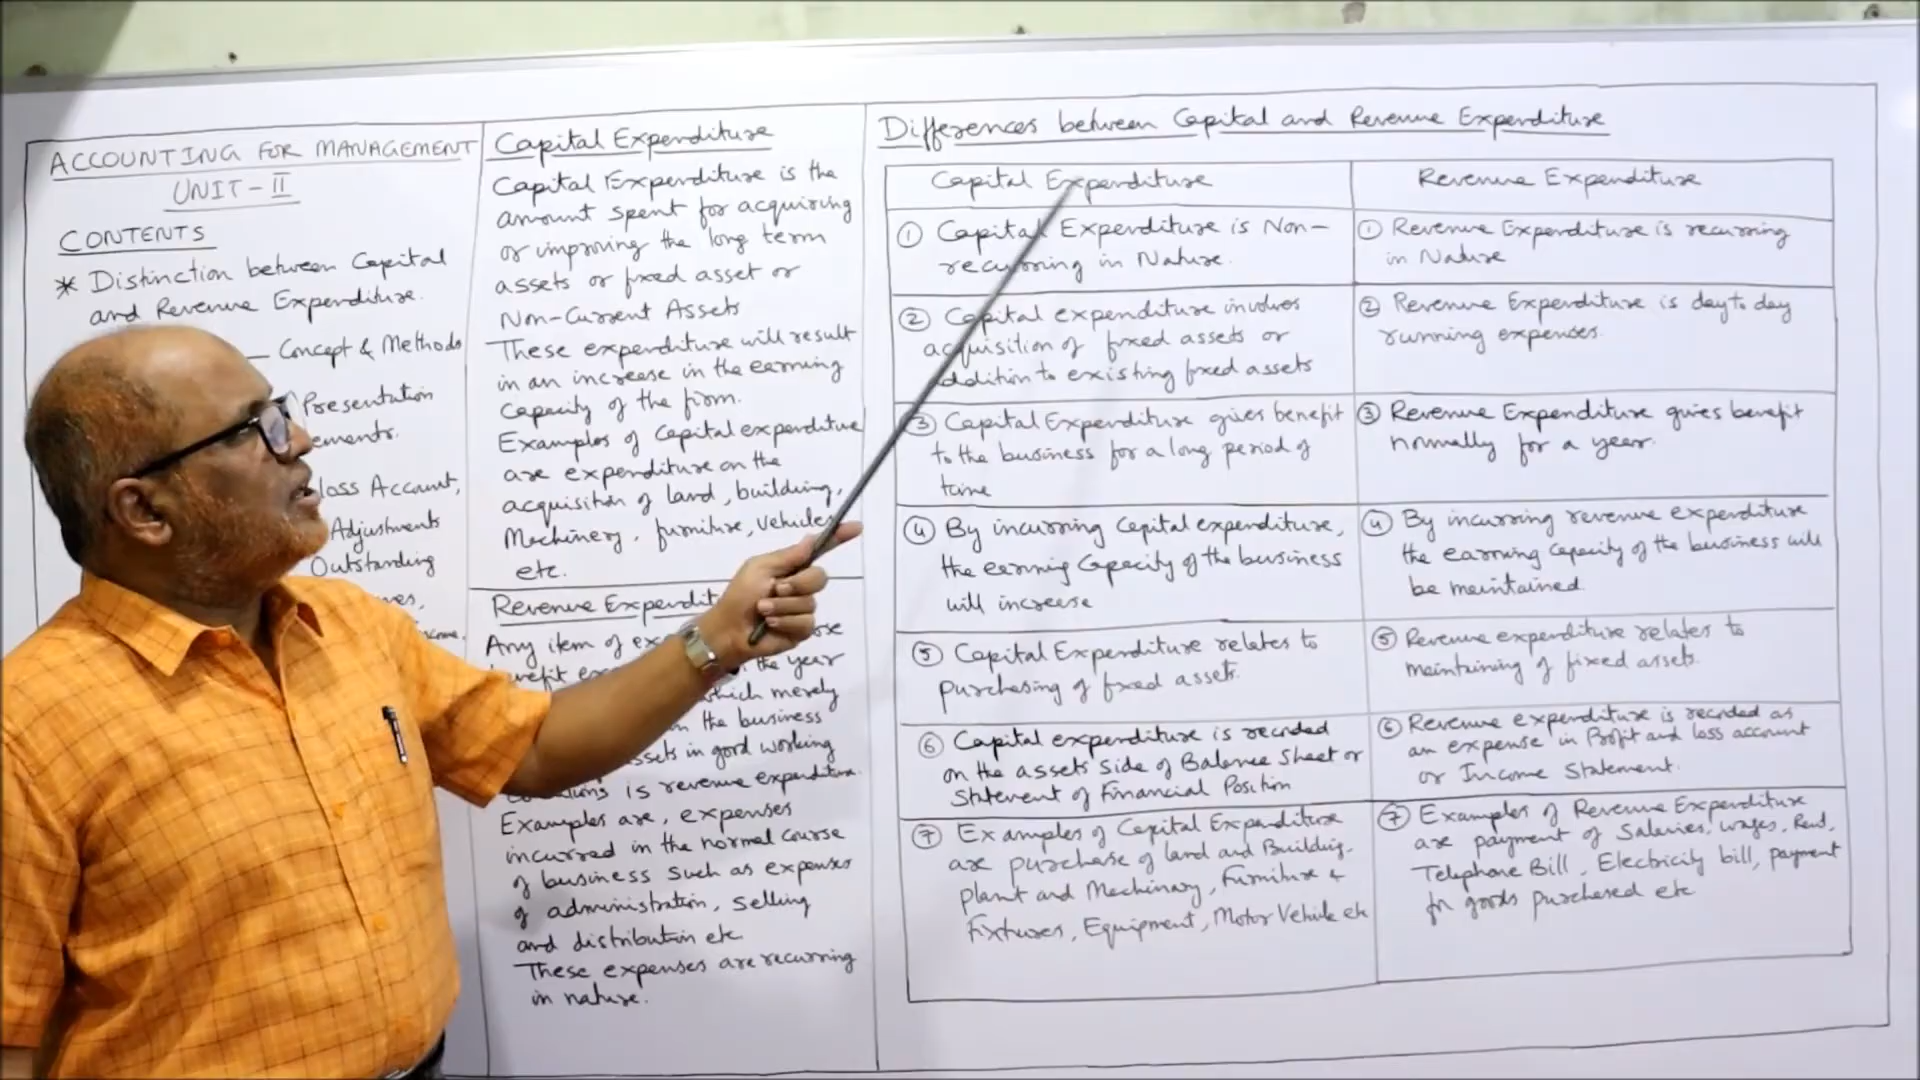 ACCOUNTING FOR MANAGEMENT
UNIT-II
CONTENTS
* Distinction between Capital
and Revenue Expenditure.
— Concept & Methods
Presentation
ements.
loss Account,
Adjustments
Outstanding
ves,
ncome.
Capital Expenditure
Capital Expenditure is the
amount spent for acquiring
or improving the long term
assets or fixed asset or
Non-Current Assets
These expenditure will result
in an increase in the earning
capacity of the firm.
Examples of Capital expenditure
are expenditure on the
acquisition of land, building,
Machinery, furniture, Vehicles
etc.
Revenue Expendit
Any item of ex
the year
which merely
the business
ssets in good working
is revenue expenditure.
Examples are, expenses
incurred in the normal course
of business such as expenses
of administration, selling
and distribution etc
These expenses are recurring
in nature.
Differences between Capital and Revenue Expenditure
Capital Expenditure
① Capital Expenditure is Non-
recurring in Nature.
② Capital expenditure involves
acquisition of fixed assets or
addition to existing fixed assets
③ Capital Expenditure gives benefit
to the business for a long period of
time
④ By incurring Capital expenditure,
the earning Capacity of the business
will increase
⑤ Capital Expenditure relates to
purchasing of fixed assets.
⑥ Capital expenditure is recorded
on the assets side of Balance Sheet or
Statement of Financial Position
⑦ Examples of Capital Expenditure
are purchase of land and Building.
plant and Machinary, Furniture &
Fixtures, Equipment, Motor Vehicle etc
Revenue Expenditure
① Revenue Expenditure is recurring
in Nature
② Revenue Expenditure is day to day
running expenses.
③ Revenue Expenditure gives benefit
normally for a year.
④ By incurring revenue expenditure
the earning Capacity of the business will
be maintained.
⑤ Revenue expenditure relates to
maintaining of fixed assets.
⑥ Revenue expenditure is recorded as
an expense in Profit and loss account
or Income Statement.
⑦ Examples of Revenue Expenditure
are payment of Salaries, wages, Rent,
Telephone Bill, Electricity bill, payment
for goods purchased etc